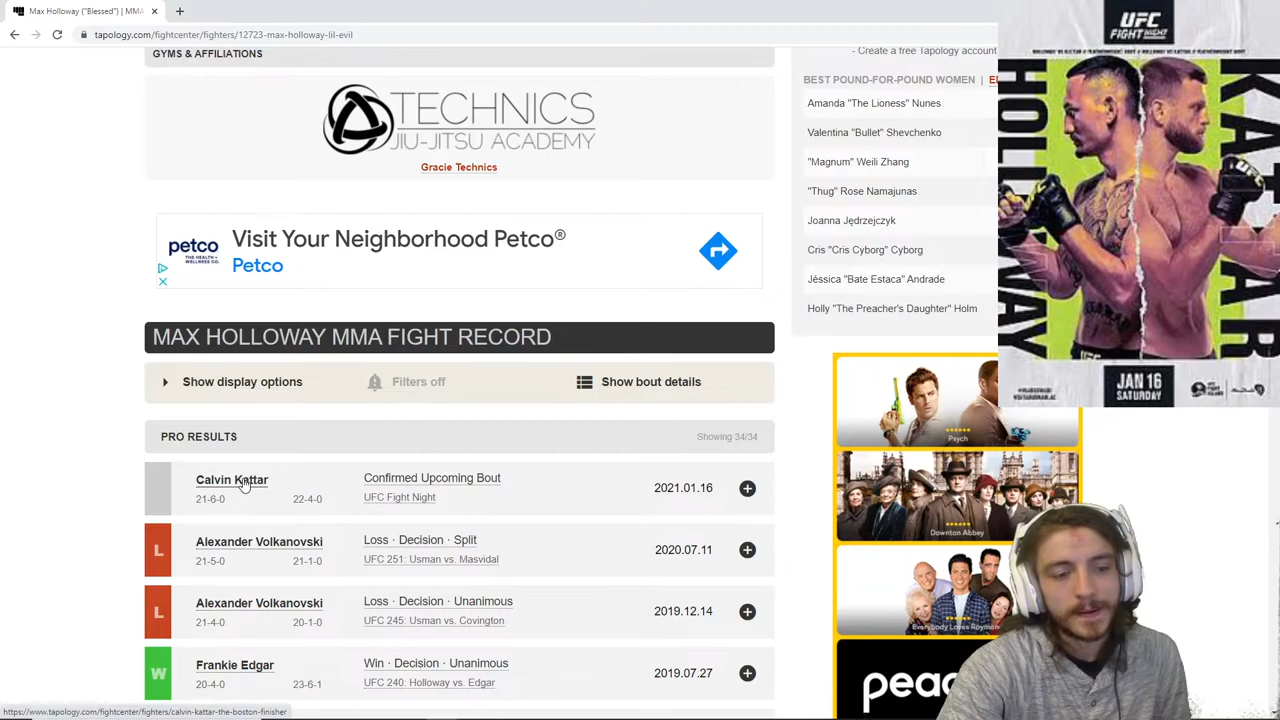 Max Holloway ("Blessed") | MMA
tapology.com/fightcenter/fighters/12723-max-holloway-lil-evil
GYMS & AFFILIATIONS
TECHNICS
JIU-JITSU ACADEMY
Gracie Technics
petco
THE HEALTH + WELLNESS CO.
Visit Your Neighborhood Petco®
Petco
MAX HOLLOWAY MMA FIGHT RECORD
Show display options
Filters off
Show bout details
PRO RESULTS
Showing 34/34
Calvin Kattar
Confirmed Upcoming Bout
2021.01.16
21-6-0
22-4-0
UFC Fight Night
L
Alexander Volkanovski
Loss · Decision · Split
2020.07.11
21-5-0
21-1-0
UFC 251: Usman vs. Masvidal
L
Alexander Volkanovski
Loss · Decision · Unanimous
2019.12.14
21-4-0
20-1-0
UFC 245: Usman vs. Covington
W
Frankie Edgar
Win · Decision · Unanimous
2019.07.27
20-4-0
23-6-1
UFC 240: Holloway vs. Edgar
https://www.tapology.com/fightcenter/fighters/calvin-kattar-the-boston-finisher
- Create a free Tapology account
BEST POUND-FOR-POUND WOMEN |
Amanda "The Lioness" Nunes
Valentina "Bullet" Shevchenko
"Magnum" Weili Zhang
"Thug" Rose Namajunas
Joanna Jędrzejczyk
Cris "Cris Cyborg" Cyborg
Jéssica "Bate Estaca" Andrade
Holly "The Preacher's Daughter" Holm
Psych
Downton Abbey
Everybody Loves Raymond
peac
UFC
FIGHT NIGHT
HOLLOWAY
KATTAR
UFC
JAN 16
SATURDAY